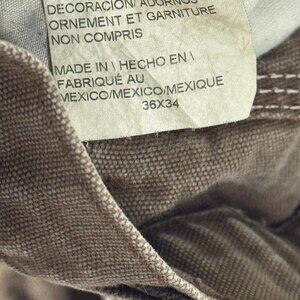 DECORACION/ADORNOS
ORNEMENT ET GARNITURE
NON COMPRIS
MADE IN \ HECHO EN \
FABRIQUÉ AU
MEXICO/MEXICO/MEXIQUE
36X34